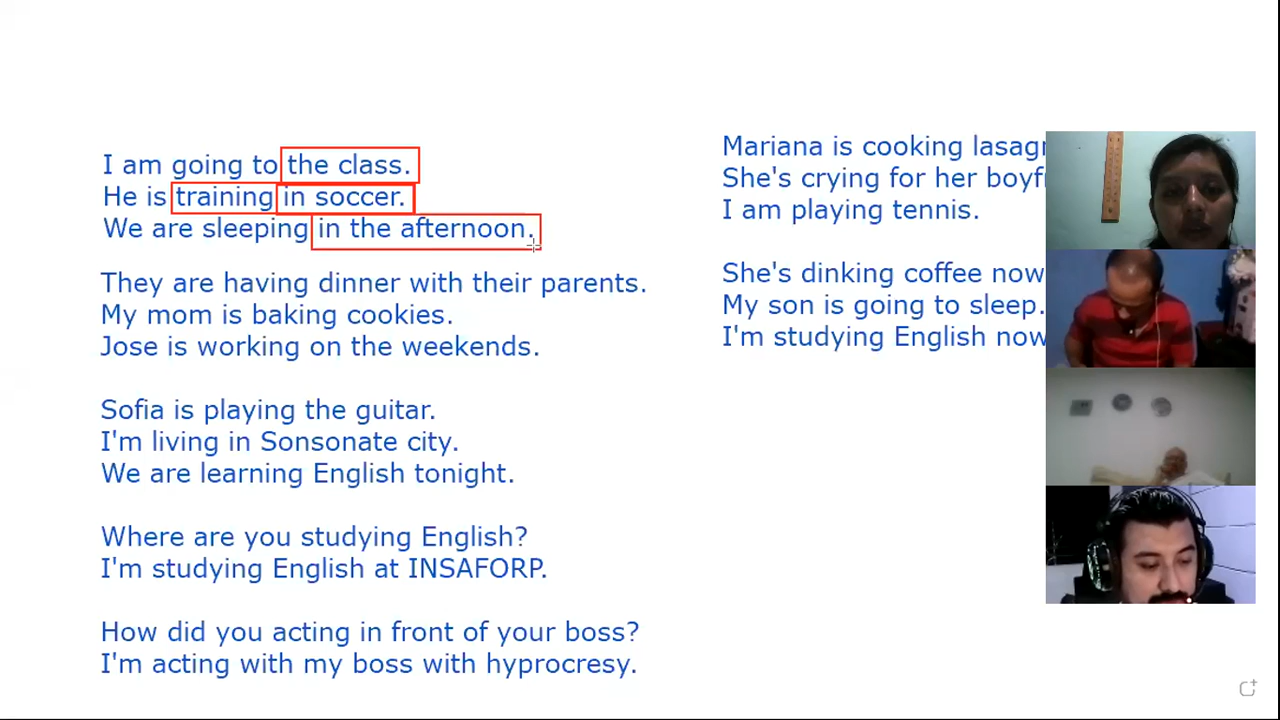 I am going to the class.
He is training in soccer.
We are sleeping in the afternoon.
They are having dinner with their parents.
My mom is baking cookies.
Jose is working on the weekends.
Sofia is playing the guitar.
I'm living in Sonsonate city.
We are learning English tonight.
Where are you studying English?
I'm studying English at INSAFORP.
How did you acting in front of your boss?
I'm acting with my boss with hyprocresy.
Mariana is cooking
She's crying for her
I am playing tennis.
She's dinking coffee now
My son is going to sleep.
I'm studying English now